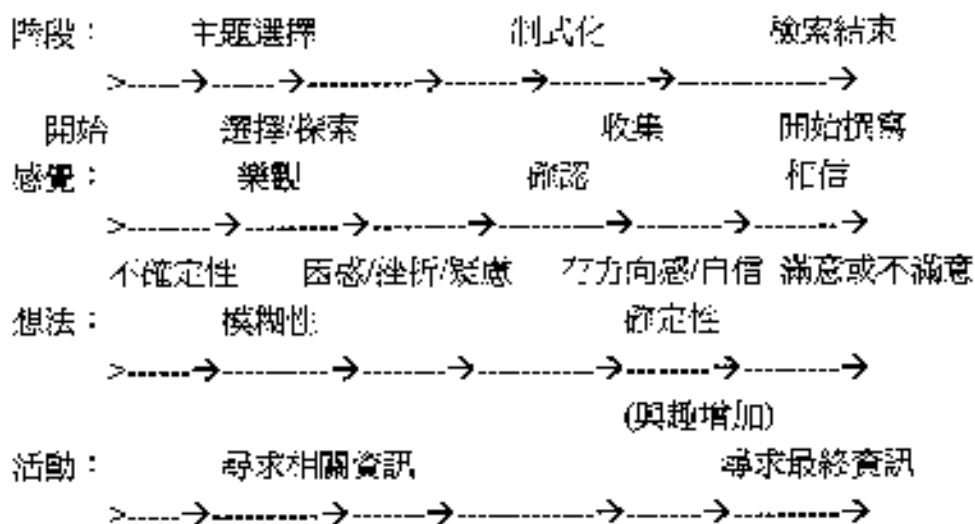 階段： 主題選擇 制式化 檢索結束
開始 選擇/探索 收集 開始撰寫
感覺： 樂觀 確認 相信
不確定性 困惑/挫折/疑慮 有方向感/自信 滿意或不滿意
想法： 模糊性 確定性
(興趣增加)
活動： 尋求相關資訊 尋求最終資訊